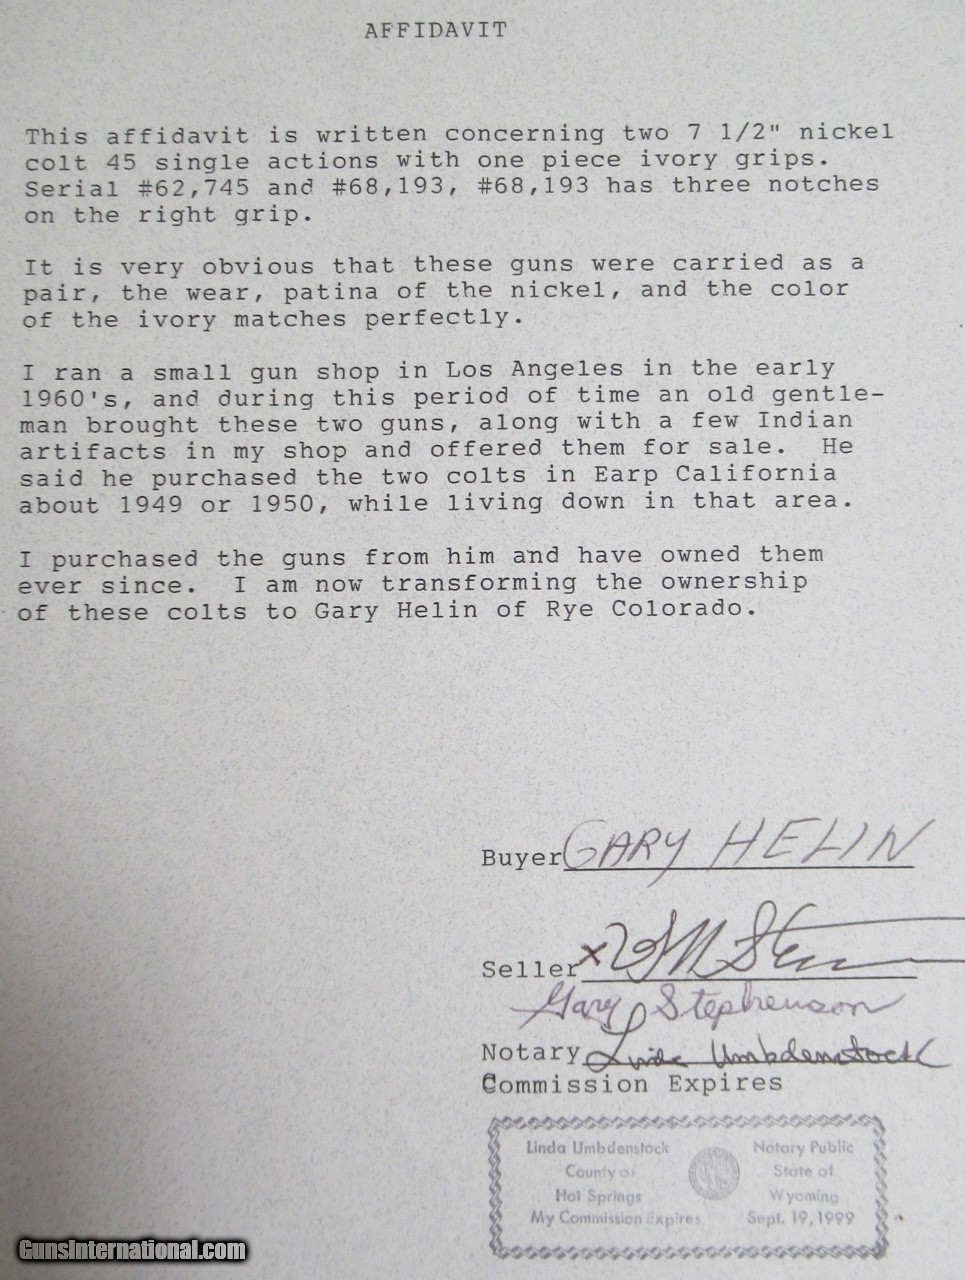 AFFIDAVIT
This affidavit is written concerning two 7 1/2" nickel
colt 45 single actions with one piece ivory grips.
Serial #62,745 and #68,193, #68,193 has three notches
on the right grip.
It is very obvious that these guns were carried as a
pair, the wear, patina of the nickel, and the color
of the ivory matches perfectly.
I ran a small gun shop in Los Angeles in the early
1960's, and during this period of time an old gentle-
man brought these two guns, along with a few Indian
artifacts in my shop and offered them for sale. He
said he purchased the two colts in Earp California
about 1949 or 1950, while living down in that area.
I purchased the guns from him and have owned them
ever since. I am now transforming the ownership
of these colts to Gary Helin of Rye Colorado.
Buyer GARY HELIN
Seller x
Gary Stephenson
Notary Linda Umbdenstock
Commission Expires
Linda Umbdenstock Notary Public
County of State of
Hot Springs Wyoming
My Commission Expires Sept. 19, 1999
GunsInternational.com